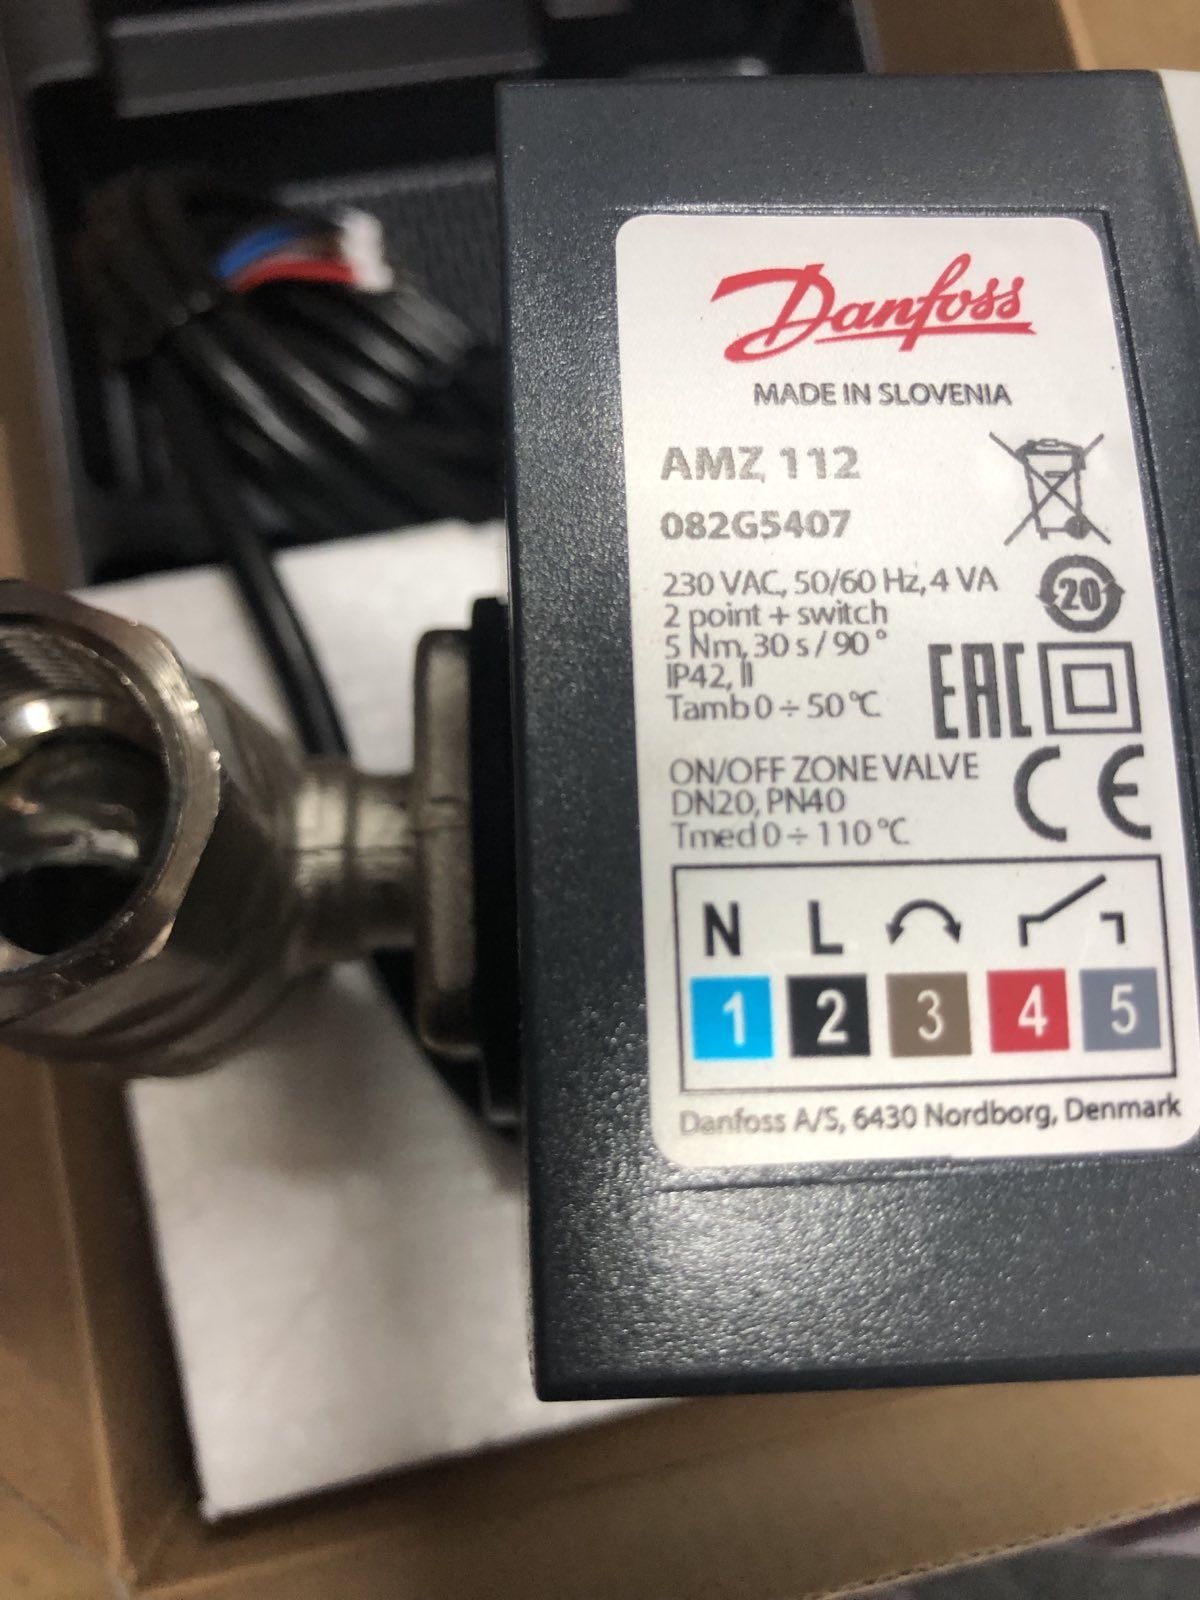 Danfoss
MADE IN SLOVENIA
AMZ 112
082G5407
230 VAC, 50/60 Hz, 4 VA
2 point + switch
5 Nm, 30 s / 90°
IP42, II
Tamb 0 ÷ 50 °C
20
EAC
ON/OFF ZONE VALVE
DN20, PN40
Tmed 0 ÷ 110 °C
CE
N L
1 2 3 4 5
Danfoss A/S, 6430 Nordborg, Denmark